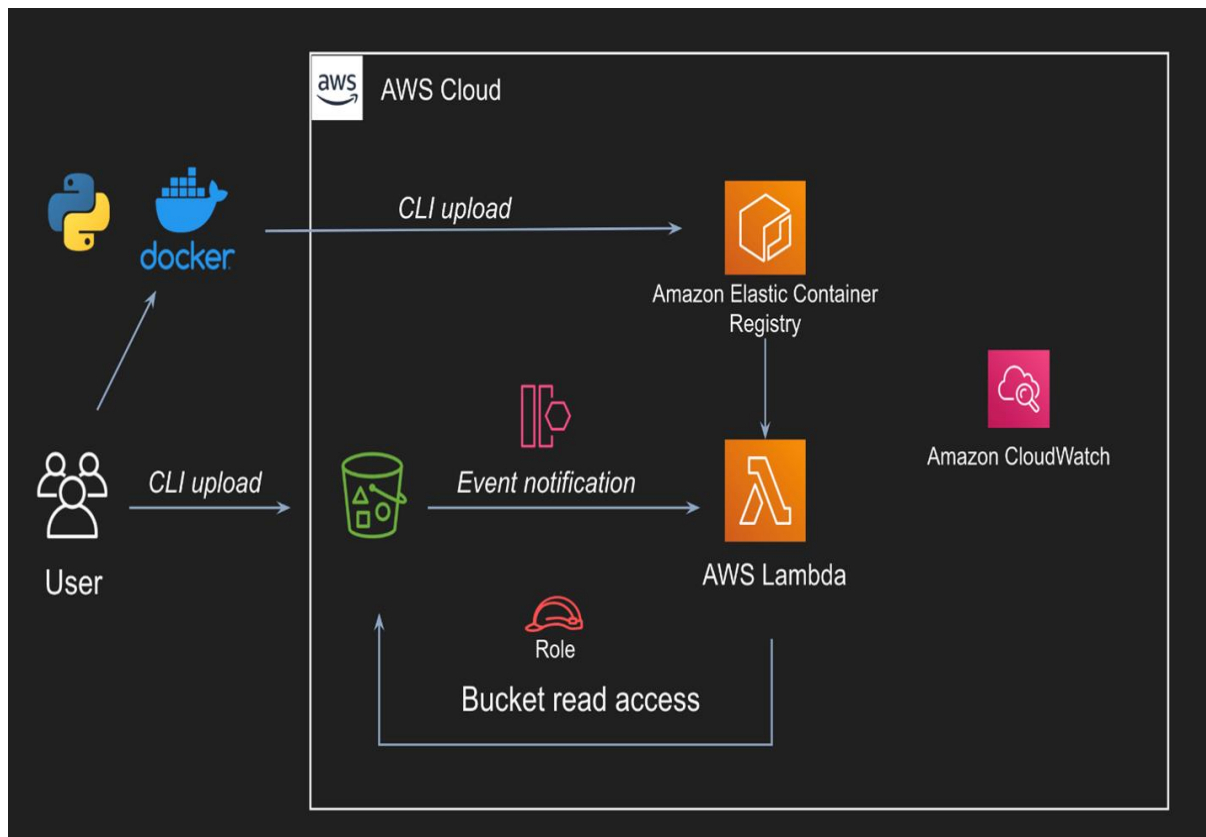 aws
AWS Cloud
CLI upload
docker
Amazon Elastic Container
Registry
Event notification
CLI upload
Amazon CloudWatch
User
AWS Lambda
Role
Bucket read access